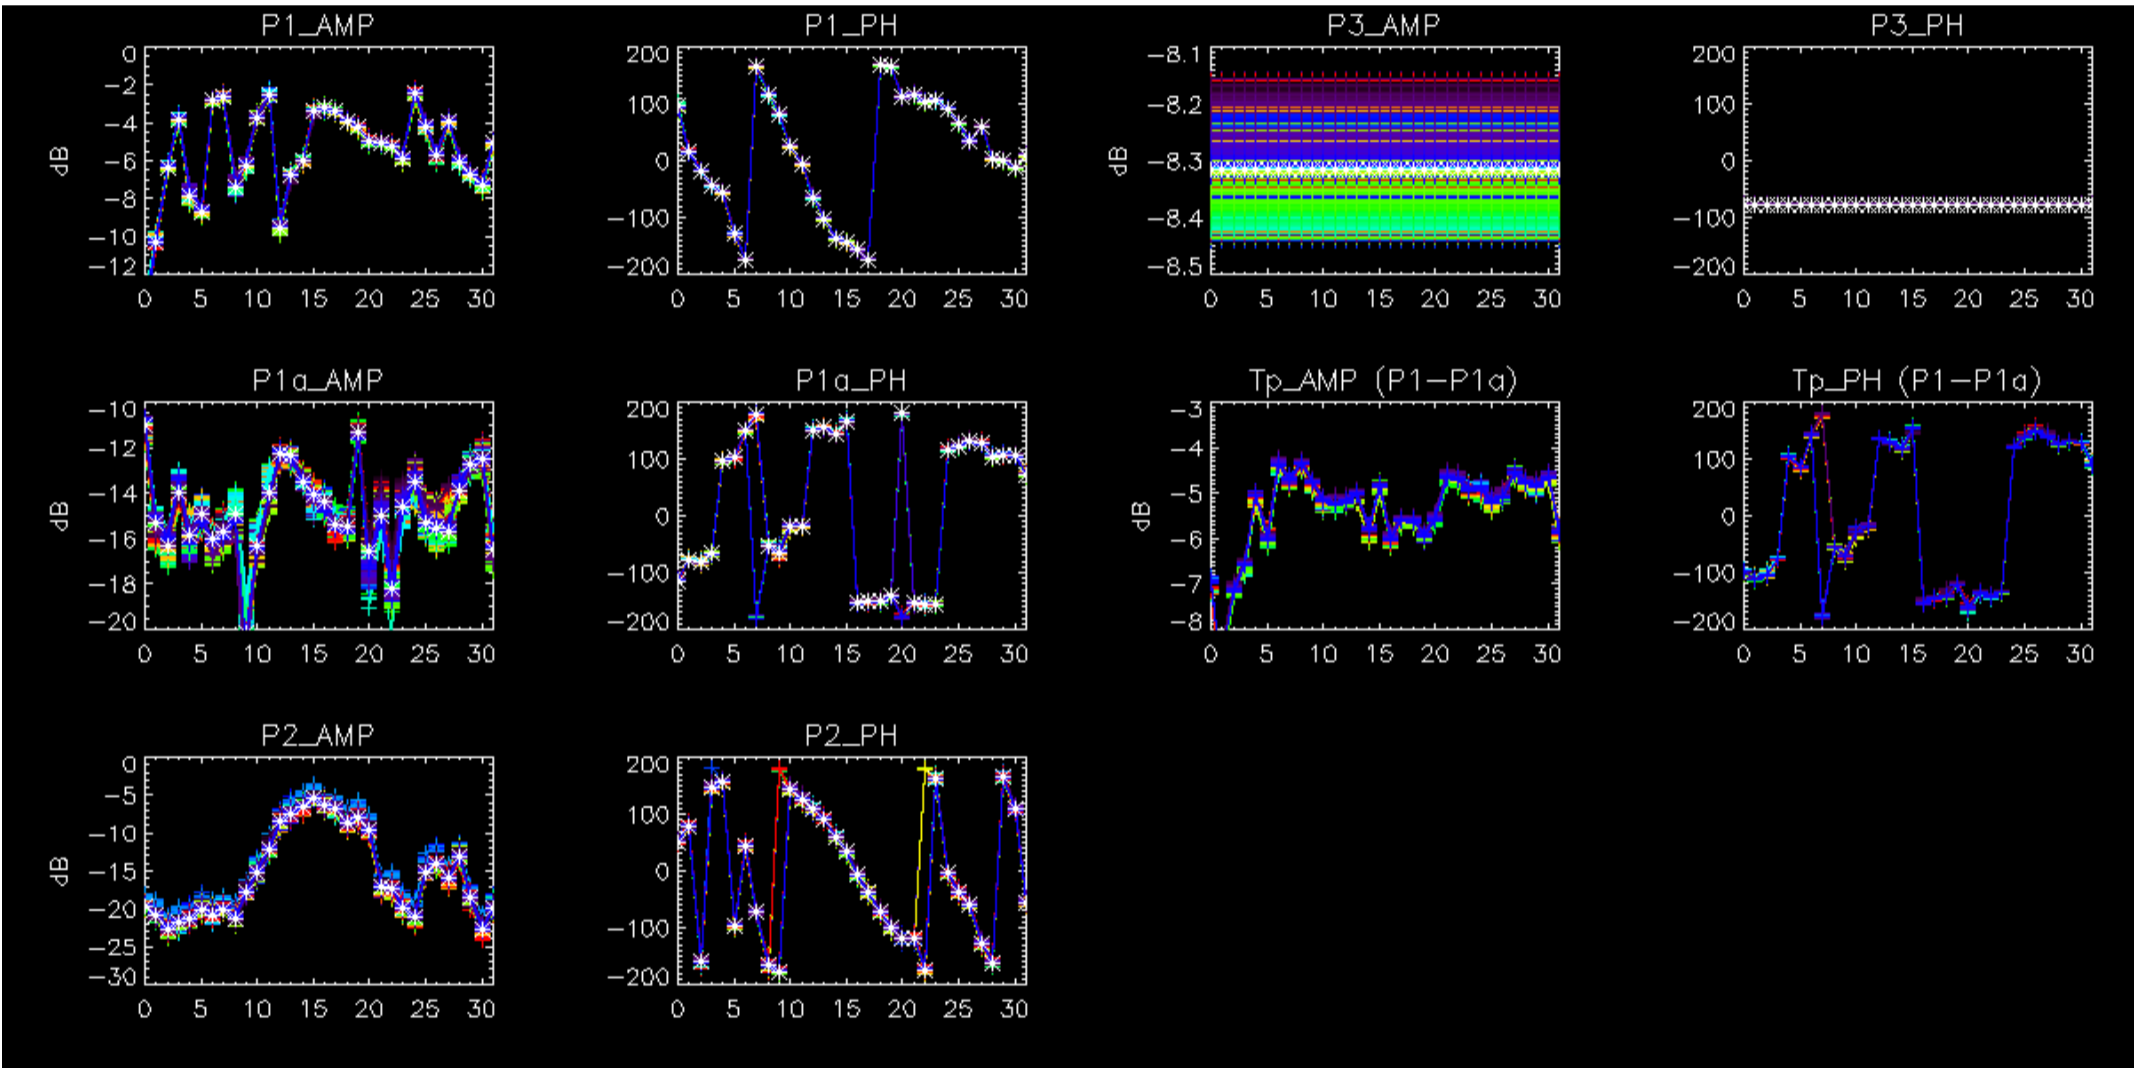 P1_AMP
0
−2
−4
−6
−8
−10
−12
dB
0 5 10 15 20 25 30
P1_PH
200
100
0
−100
−200
0 5 10 15 20 25 30
P3_AMP
−8.1
−8.2
−8.3
−8.4
−8.5
dB
0 5 10 15 20 25 30
P3_PH
200
100
0
−100
−200
0 5 10 15 20 25 30
P1a_AMP
−10
−12
−14
−16
−18
−20
dB
0 5 10 15 20 25 30
P1a_PH
200
100
0
−100
−200
0 5 10 15 20 25 30
Tp_AMP (P1−P1a)
−3
−4
−5
−6
−7
−8
dB
0 5 10 15 20 25 30
Tp_PH (P1−P1a)
200
100
0
−100
−200
0 5 10 15 20 25 30
P2_AMP
0
−5
−10
−15
−20
−25
−30
dB
0 5 10 15 20 25 30
P2_PH
200
100
0
−100
−200
0 5 10 15 20 25 30